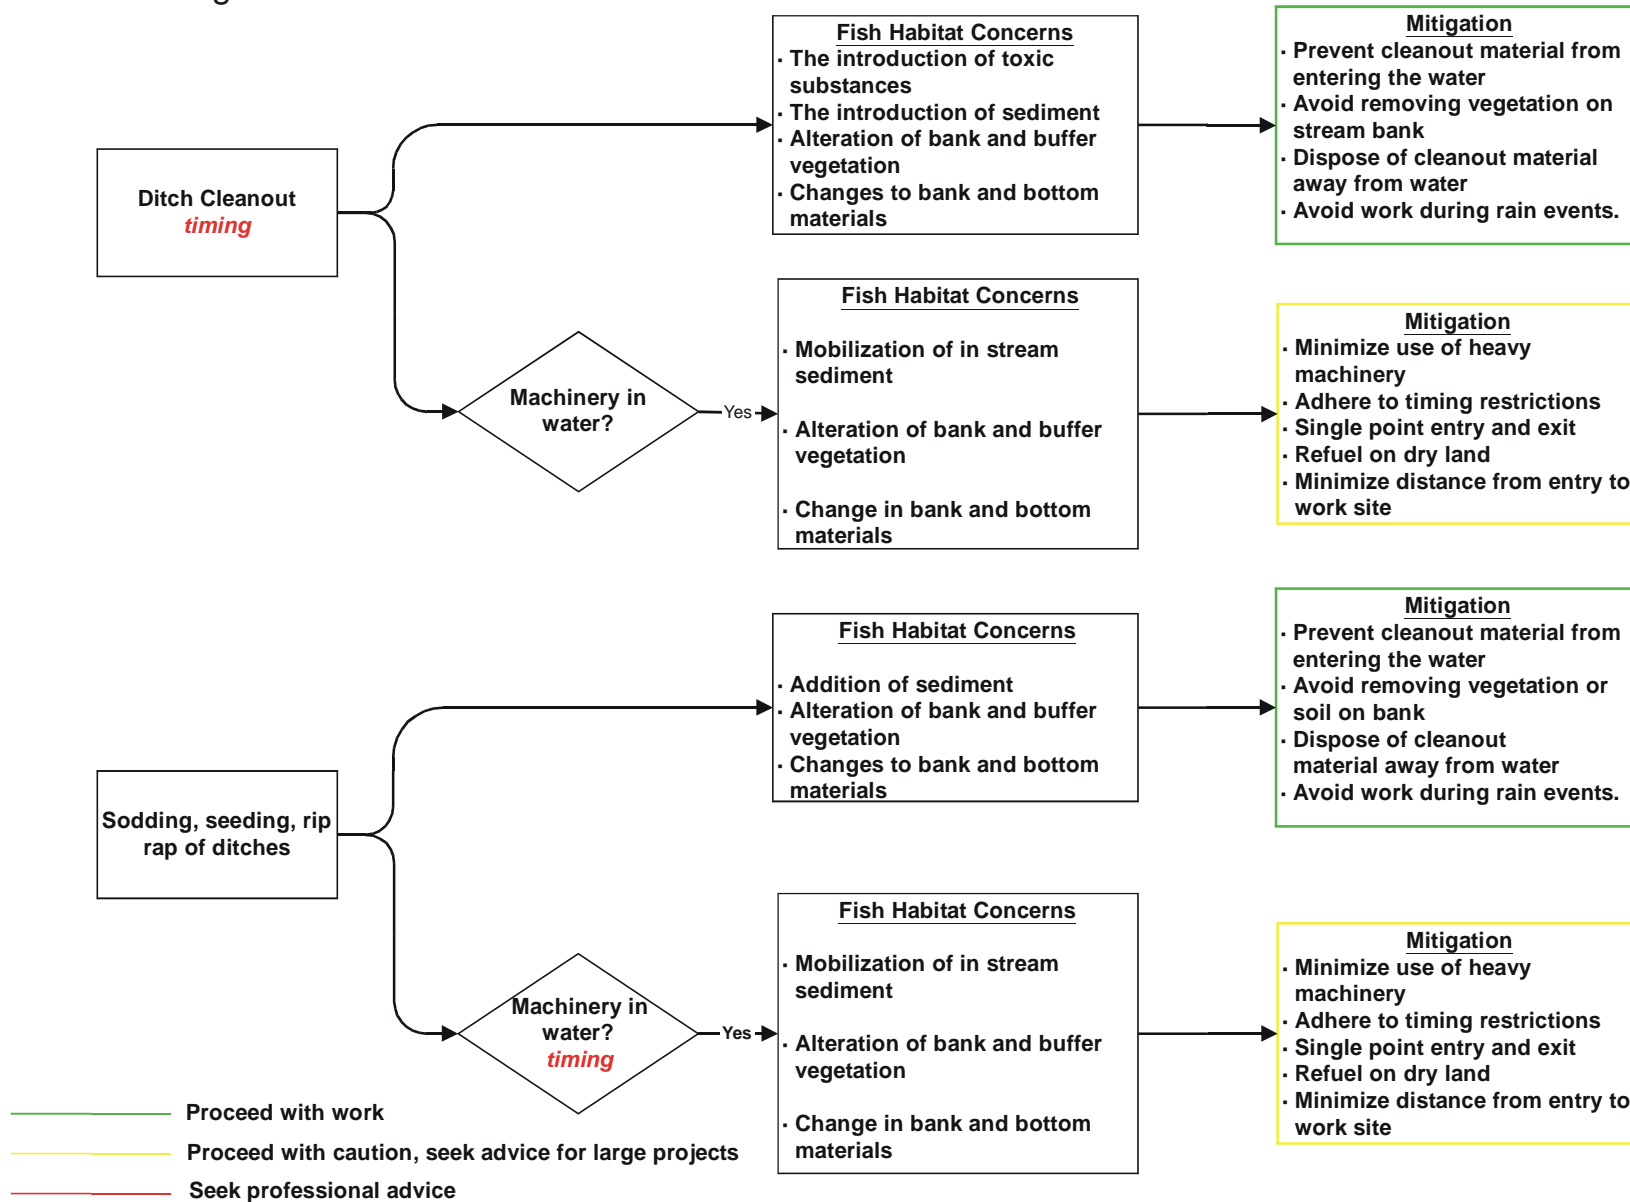 Ditch Cleanout
timing
Fish Habitat Concerns
· The introduction of toxic
substances
· The introduction of sediment
· Alteration of bank and buffer
vegetation
· Changes to bank and bottom
materials
Mitigation
· Prevent cleanout material from
entering the water
· Avoid removing vegetation on
stream bank
· Dispose of cleanout material
away from water
· Avoid work during rain events.
Machinery in
water?
Yes
Fish Habitat Concerns
· Mobilization of in stream
sediment
· Alteration of bank and buffer
vegetation
· Change in bank and bottom
materials
Mitigation
· Minimize use of heavy
machinery
· Adhere to timing restrictions
· Single point entry and exit
· Refuel on dry land
· Minimize distance from entry to
work site
Sodding, seeding, rip
rap of ditches
Fish Habitat Concerns
· Addition of sediment
· Alteration of bank and buffer
vegetation
· Changes to bank and bottom
materials
Mitigation
· Prevent cleanout material from
entering the water
· Avoid removing vegetation or
soil on bank
· Dispose of cleanout
material away from water
· Avoid work during rain events.
Machinery in
water?
timing
Yes
Fish Habitat Concerns
· Mobilization of in stream
sediment
· Alteration of bank and buffer
vegetation
· Change in bank and bottom
materials
Mitigation
· Minimize use of heavy
machinery
· Adhere to timing restrictions
· Single point entry and exit
· Refuel on dry land
· Minimize distance from entry to
work site
Proceed with work
Proceed with caution, seek advice for large projects
Seek professional advice